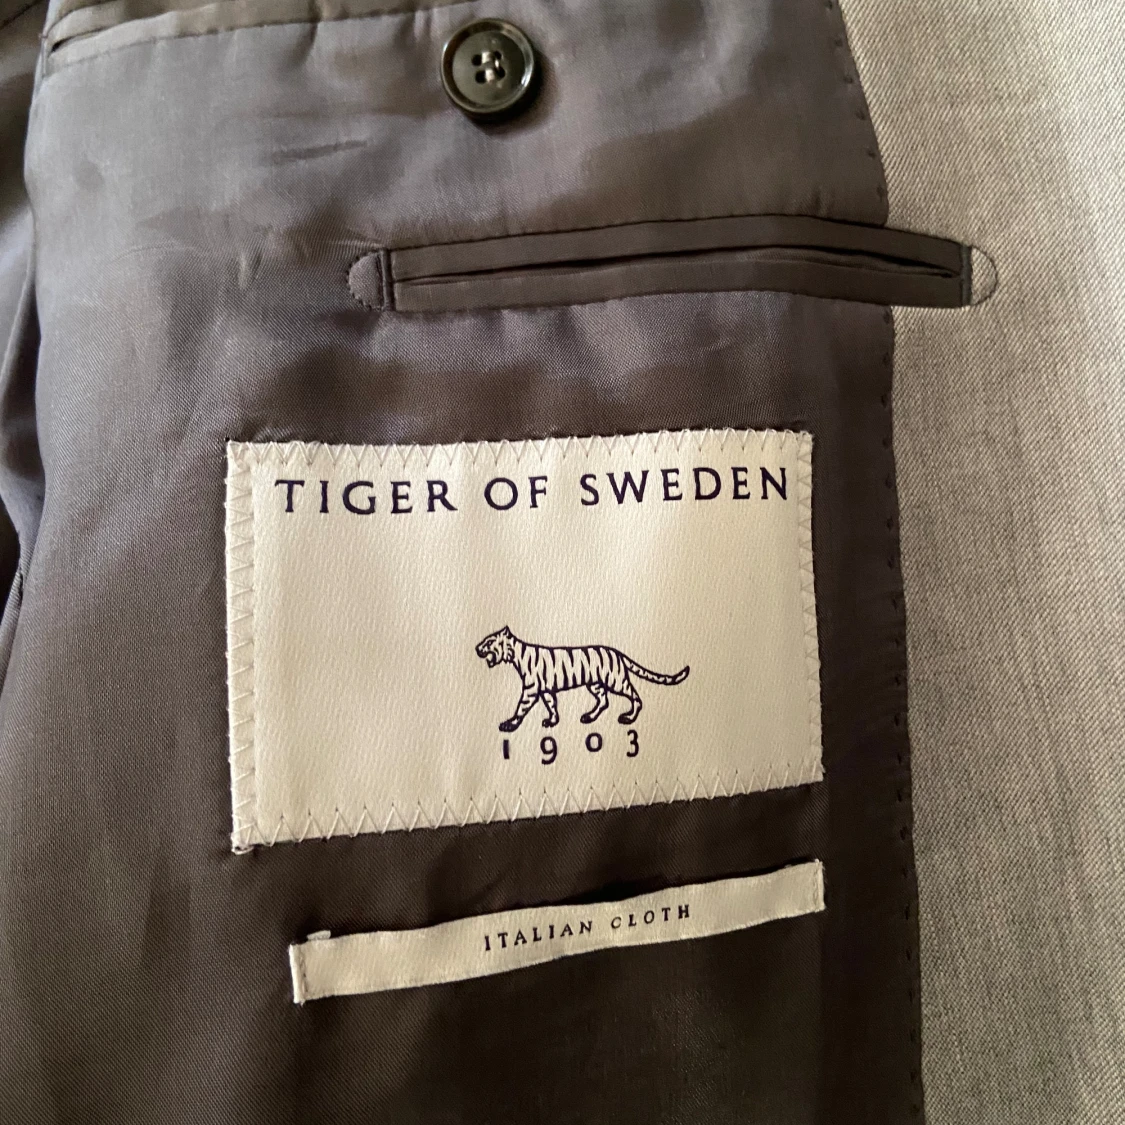 TIGER OF SWEDEN
1903
ITALIAN CLOTH